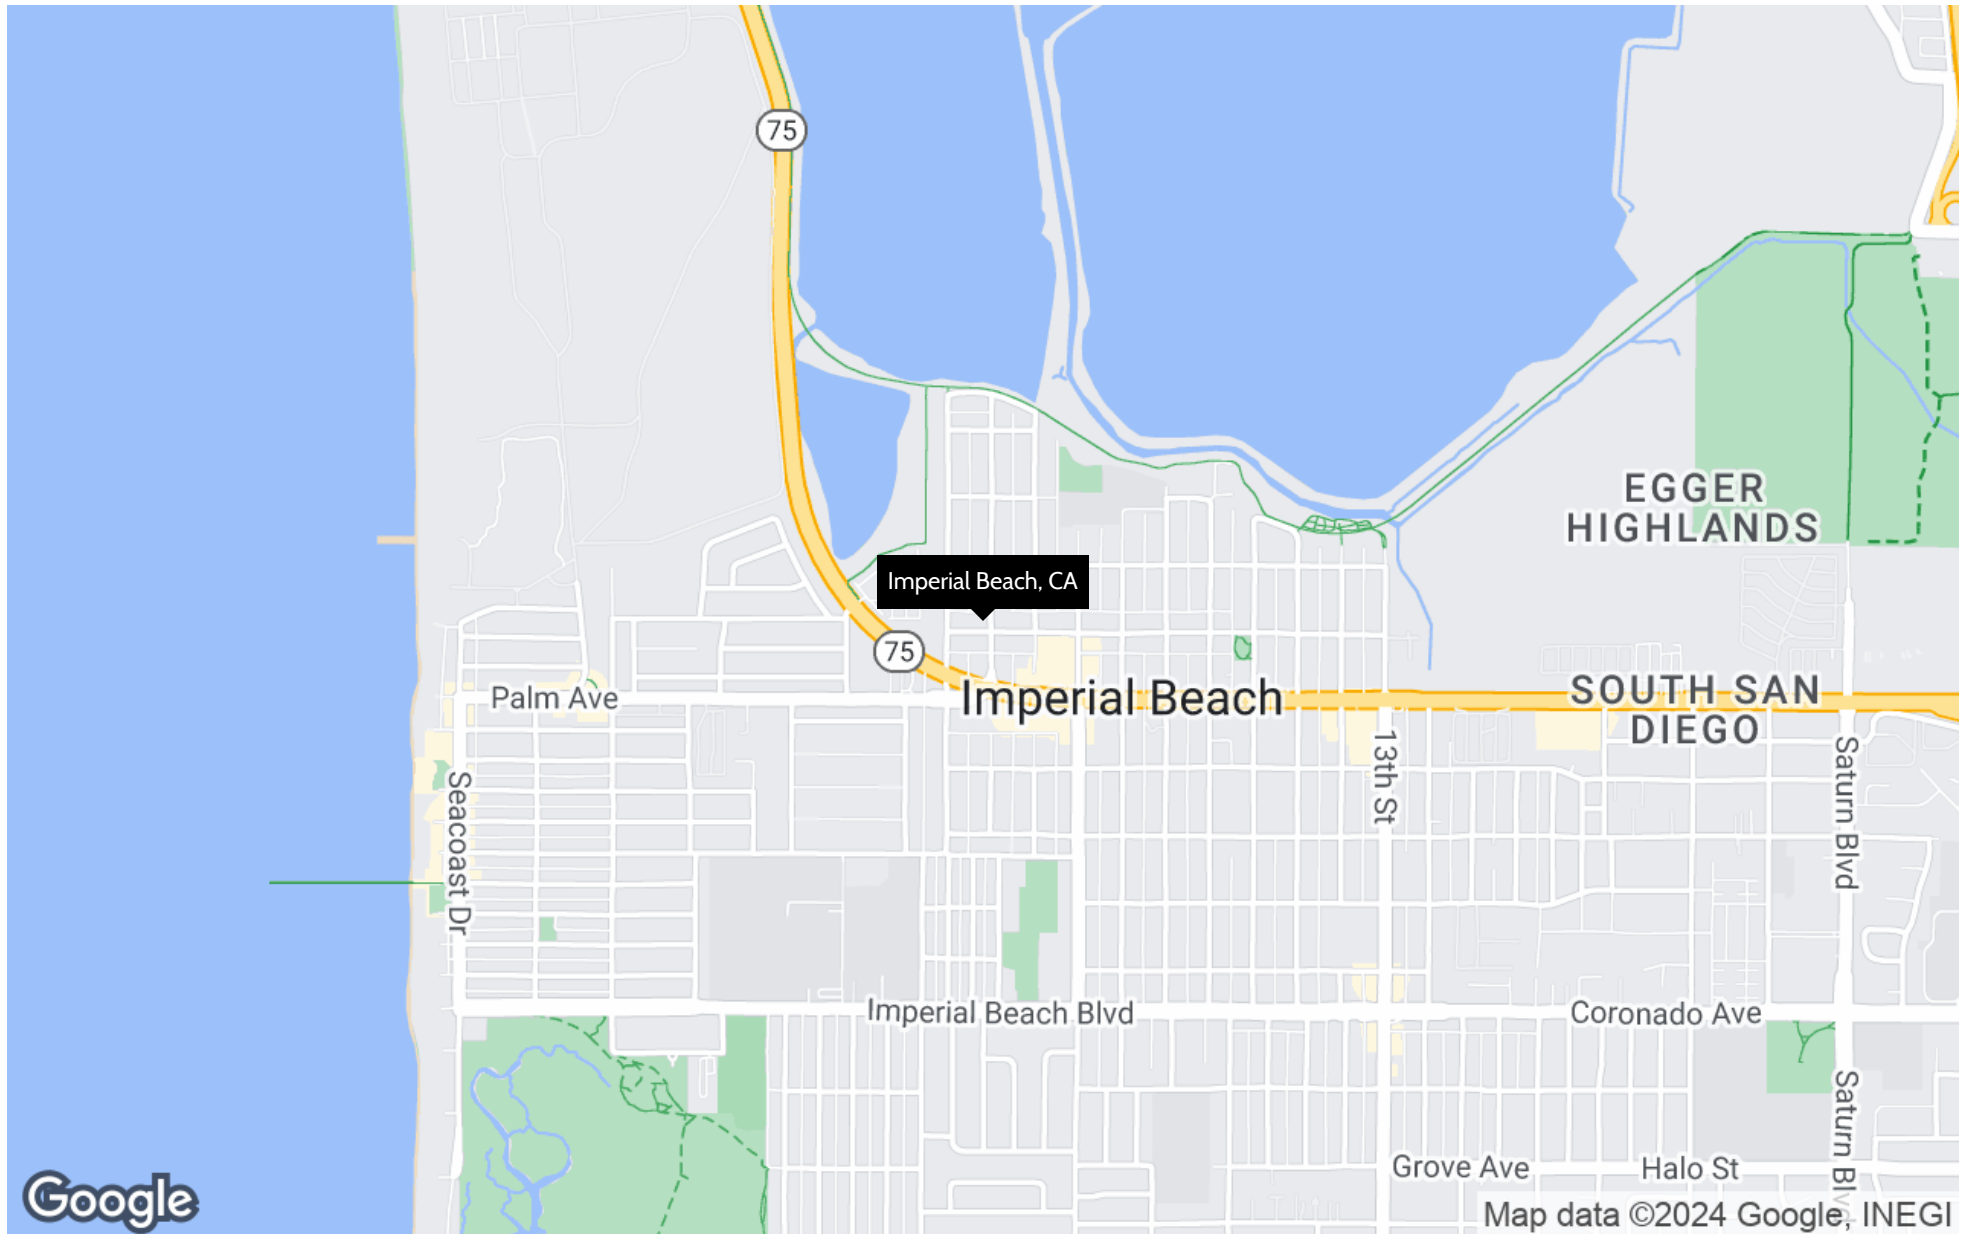 75
EGGER
HIGHLANDS
Imperial Beach, CA
75
Palm Ave
Imperial Beach
SOUTH SAN
DIEGO
13th St
Saturn Blvd
Seacoast Dr
Imperial Beach Blvd
Coronado Ave
Saturn Blvd
Grove Ave
Halo St
Google
Map data ©2024 Google, INEGI